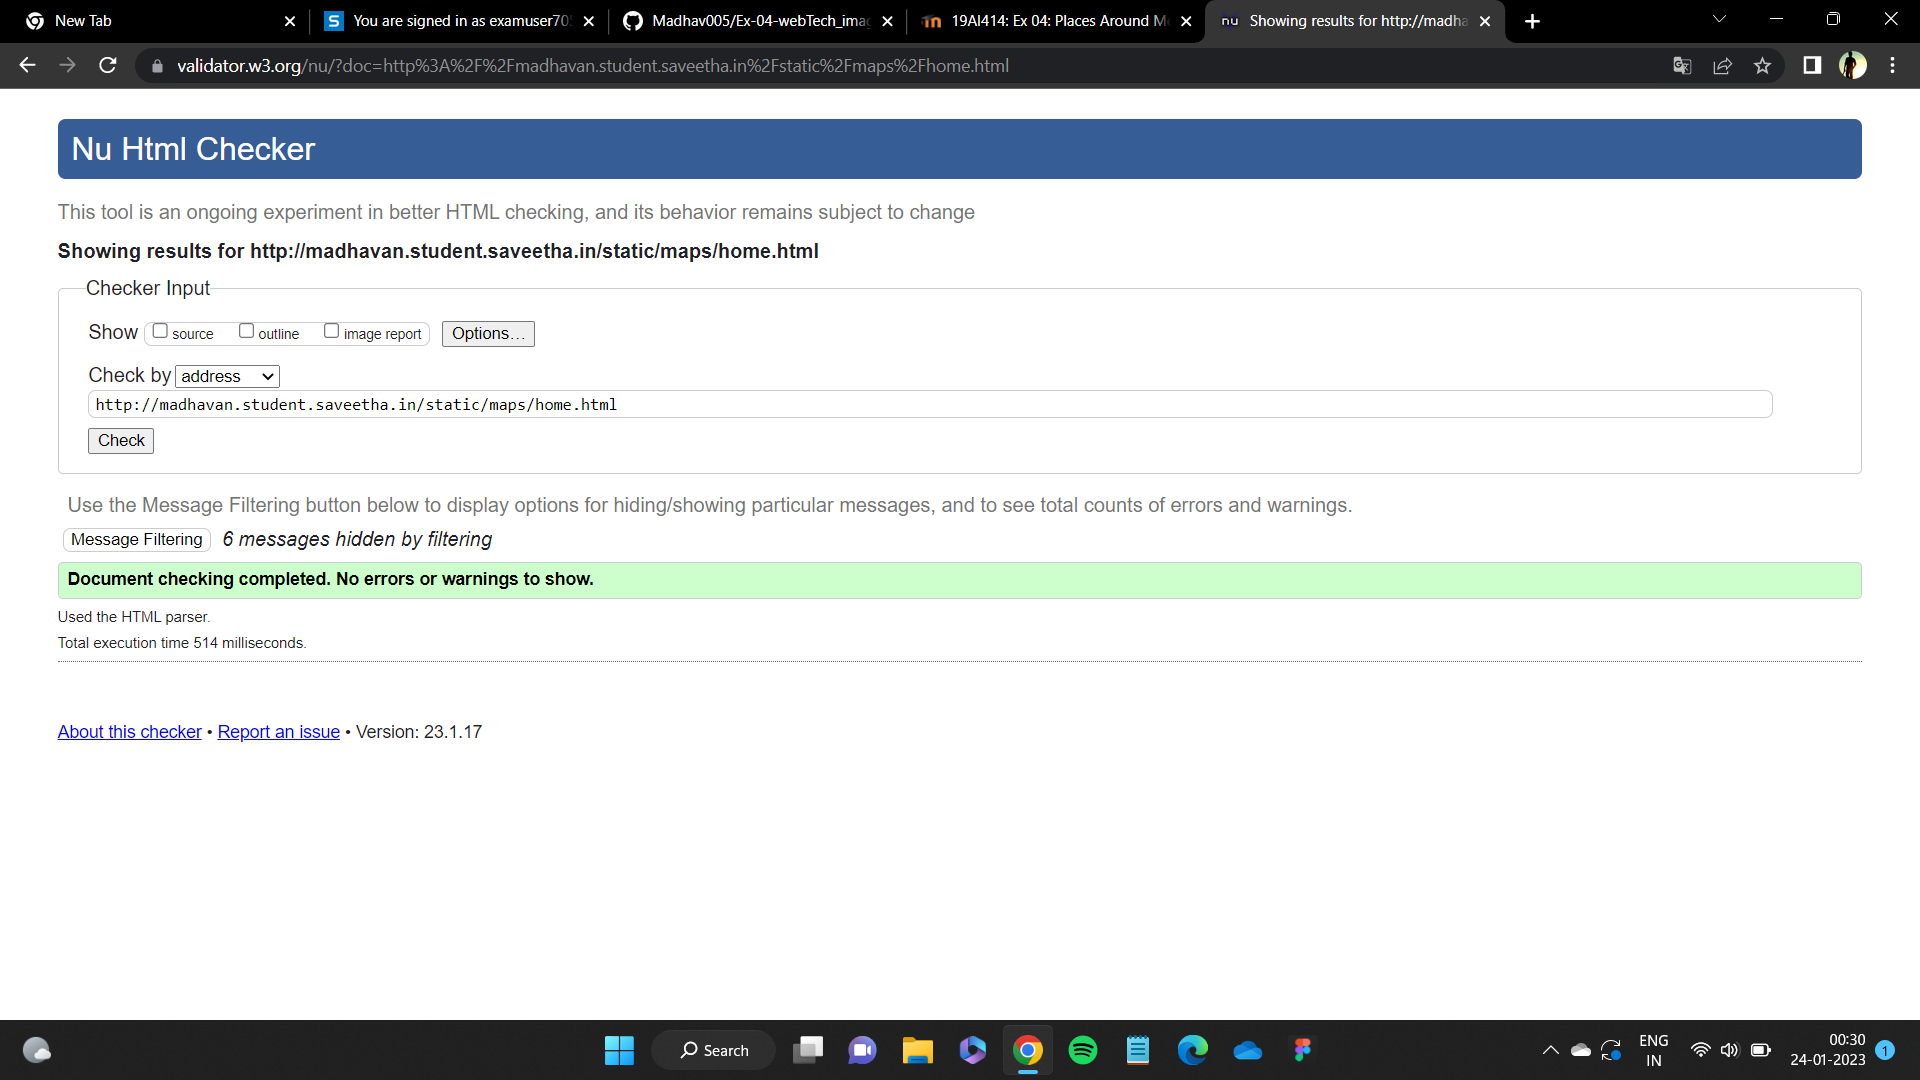 New Tab
You are signed in as examuser70
Madhav005/Ex-04-webTech_imag
19AI414: Ex 04: Places Around Me
nu Showing results for http://madha
validator.w3.org/nu/?doc=http%3A%2F%2Fmadhavan.student.saveetha.in%2Fstatic%2Fmaps%2Fhome.html
Nu Html Checker
This tool is an ongoing experiment in better HTML checking, and its behavior remains subject to change
Showing results for http://madhavan.student.saveetha.in/static/maps/home.html
Checker Input
Show source outline image report Options...
Check by address
http://madhavan.student.saveetha.in/static/maps/home.html
Check
Use the Message Filtering button below to display options for hiding/showing particular messages, and to see total counts of errors and warnings.
Message Filtering 6 messages hidden by filtering
Document checking completed. No errors or warnings to show.
Used the HTML parser.
Total execution time 514 milliseconds.
About this checker • Report an issue • Version: 23.1.17
Search
ENG
IN
00:30
24-01-2023
1